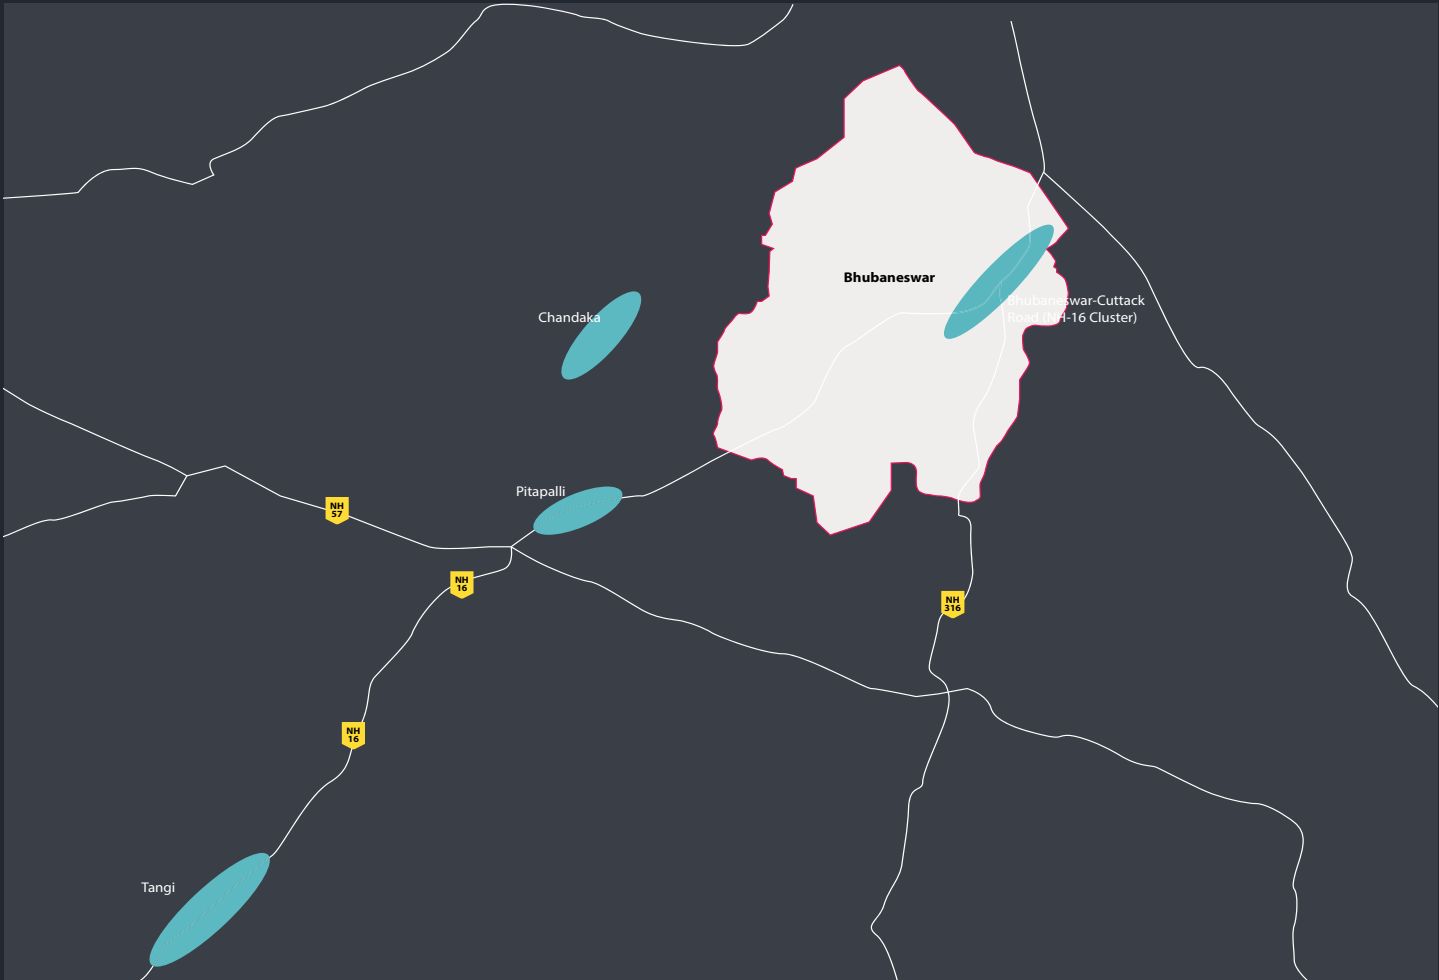 Bhubaneswar
Bhubaneswar-Cuttack
Road (NH-16 Cluster)
Chandaka
Pitapalli
NH
57
NH
16
NH
316
NH
16
Tangi